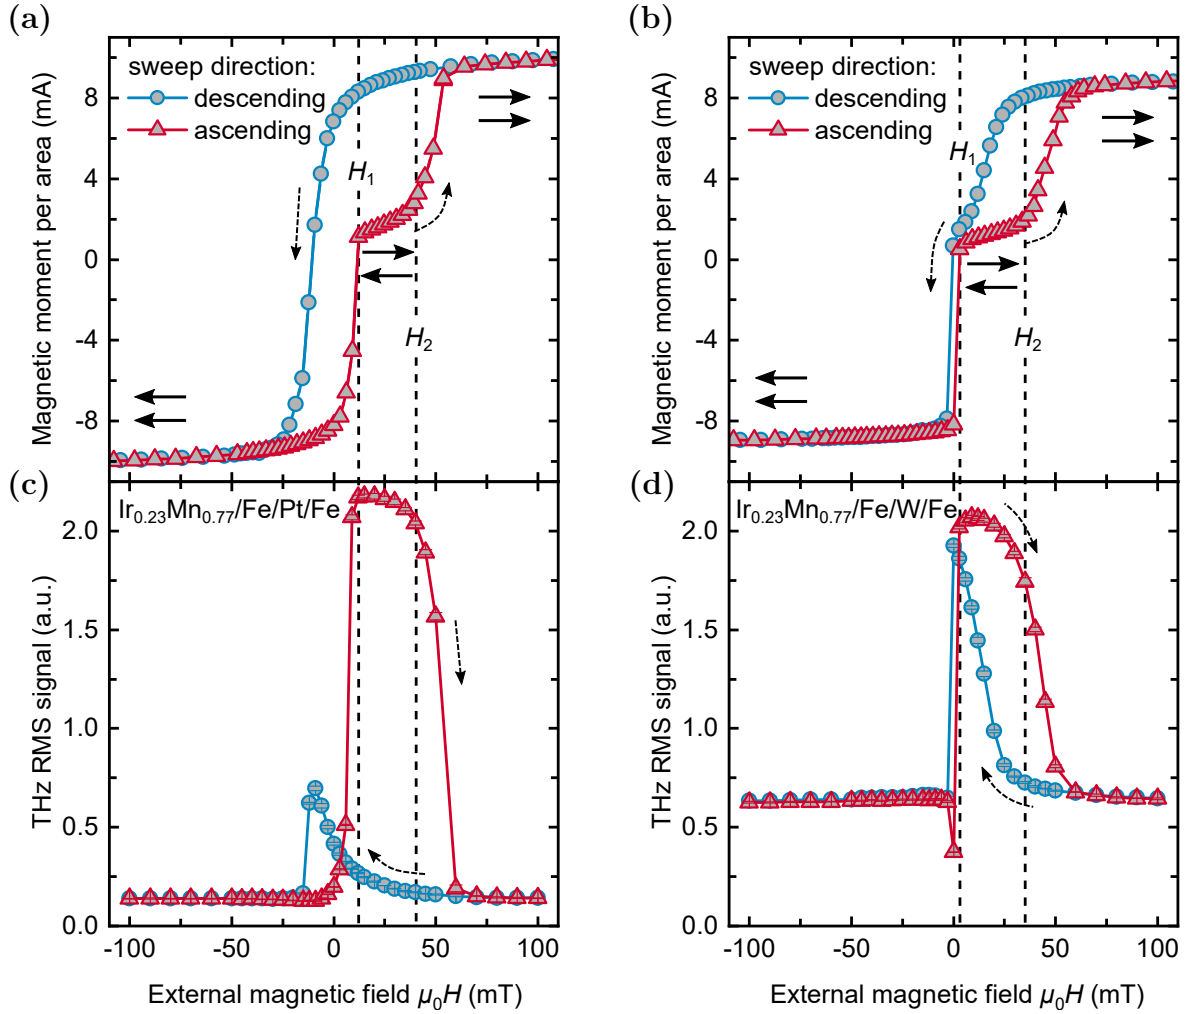 (a)
Magnetic moment per area (mA)
8
4
0
-4
-8
sweep direction:
descending
ascending
H1
H2
(b)
Magnetic moment per area (mA)
8
4
0
-4
-8
sweep direction:
descending
ascending
H1
H2
(c)
THz RMS signal (a.u.)
2.0
1.5
1.0
0.5
0.0
Ir0.23Mn0.77/Fe/Pt/Fe
-100 -50 0 50 100
External magnetic field μ0H (mT)
(d)
THz RMS signal (a.u.)
2.0
1.5
1.0
0.5
0.0
Ir0.23Mn0.77/Fe/W/Fe
-100 -50 0 50 100
External magnetic field μ0H (mT)